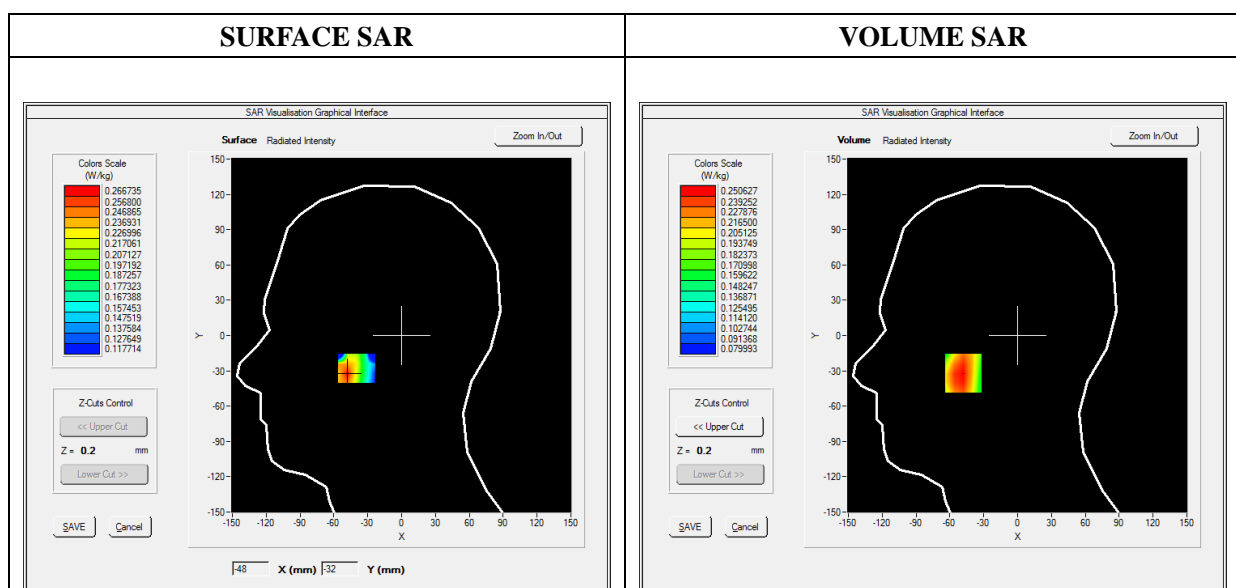 SURFACE SAR
VOLUME SAR
SAR Visualisation Graphical Interface
Surface Radiated Intensity
Zoom In/Out
Colors Scale
(W/kg)
0.266735
0.256800
0.246865
0.236931
0.226996
0.217061
0.207127
0.197192
0.187257
0.177323
0.167388
0.157453
0.147519
0.137584
0.127649
0.117714
Z-Cuts Control
<< Upper Cut
Z = 0.2 mm
Lower Cut >>
SAVE Cancel
150
120
90
60
30
Y 0
-30
-60
-90
-120
-150
-150 -120 -90 -60 -30 0 30 60 90 120 150
X
-48 X (mm) -32 Y (mm)
SAR Visualisation Graphical Interface
Volume Radiated Intensity
Zoom In/Out
Colors Scale
(W/kg)
0.250627
0.239252
0.227876
0.216500
0.205125
0.193749
0.182373
0.170998
0.159622
0.148247
0.136871
0.125495
0.114120
0.102744
0.091368
0.079993
Z-Cuts Control
<< Upper Cut
Z = 0.2 mm
Lower Cut >>
SAVE Cancel
150
120
90
60
30
Y 0
-30
-60
-90
-120
-150
-150 -120 -90 -60 -30 0 30 60 90 120 150
X